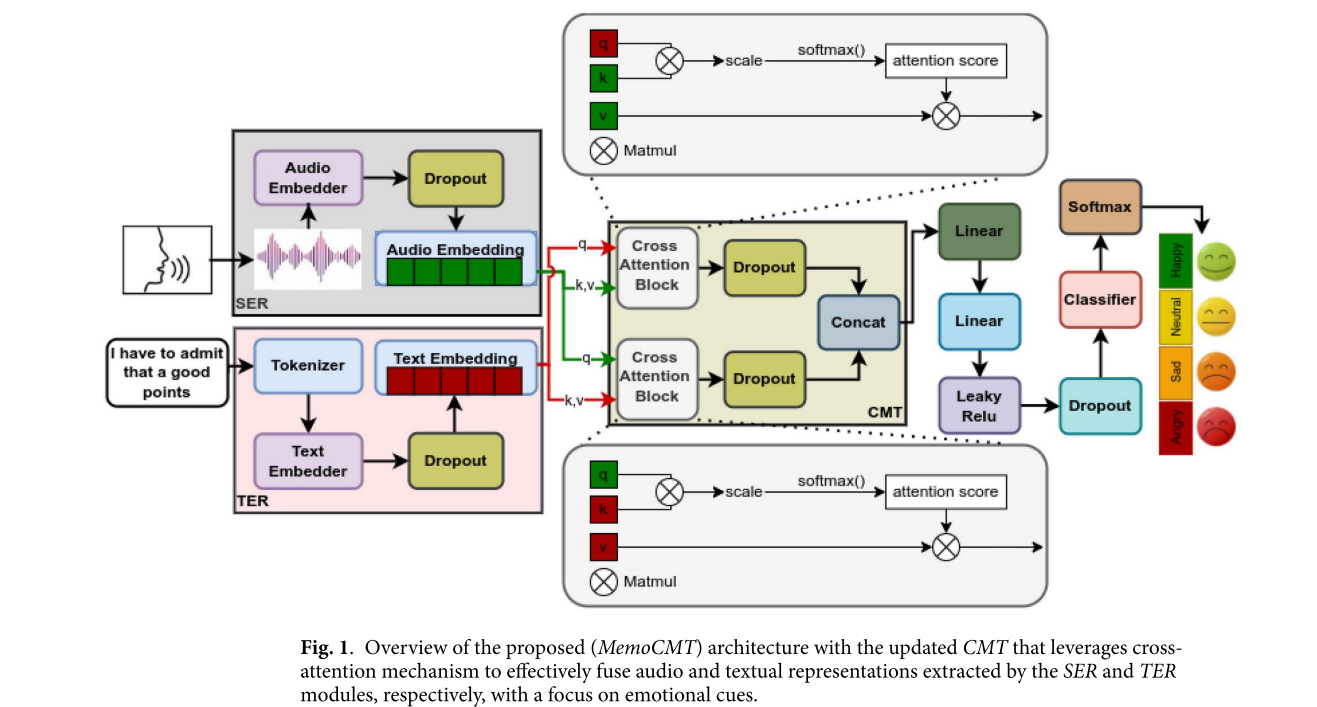 q
k
v
scale
softmax()
attention score
Matmul
Audio
Embedder
Dropout
Audio Embedding
SER
I have to admit
that a good
points
Tokenizer
Text Embedding
Text
Embedder
Dropout
TER
q
k,v
q
k,v
Cross
Attention
Block
Dropout
Cross
Attention
Block
Dropout
Concat
CMT
Linear
Linear
Leaky
Relu
Dropout
Classifier
Softmax
Happy
Neutral
Sad
Angry
q
k
v
scale
softmax()
attention score
Matmul
Fig. 1. Overview of the proposed (MemoCMT) architecture with the updated CMT that leverages cross-
attention mechanism to effectively fuse audio and textual representations extracted by the SER and TER
modules, respectively, with a focus on emotional cues.